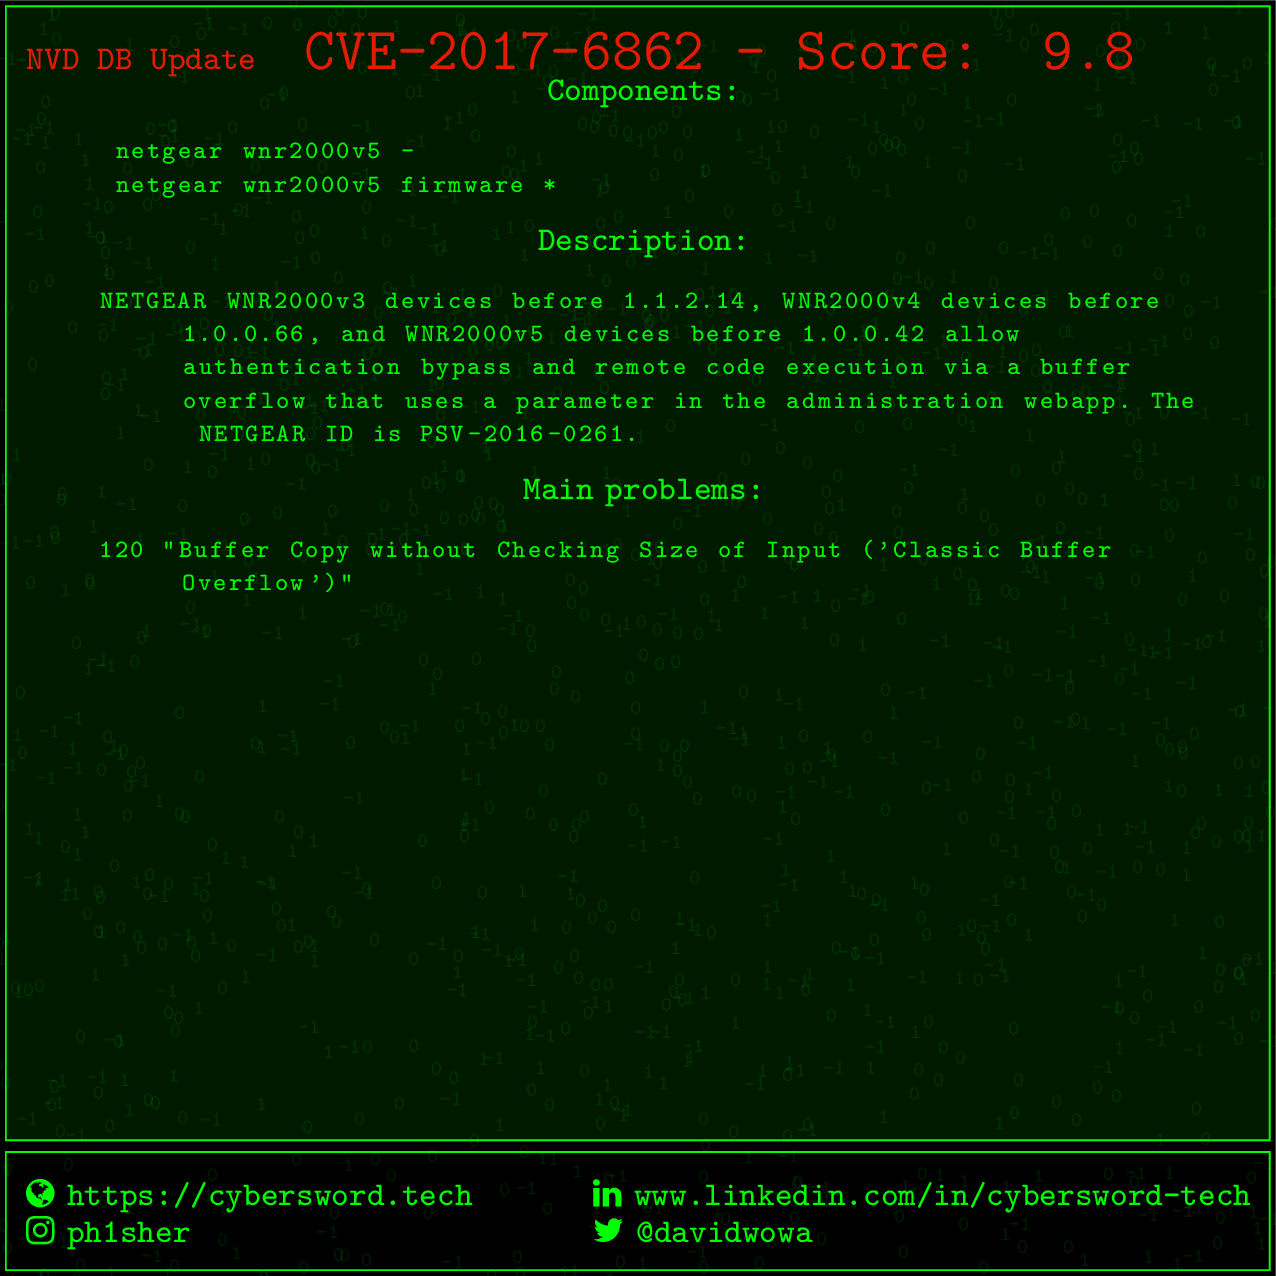 NVD DB Update CVE-2017-6862 - Score: 9.8
Components:
netgear wnr2000v5 -
netgear wnr2000v5 firmware *
Description:
NETGEAR WNR2000v3 devices before 1.1.2.14, WNR2000v4 devices before
1.0.0.66, and WNR2000v5 devices before 1.0.0.42 allow
authentication bypass and remote code execution via a buffer
overflow that uses a parameter in the administration webapp. The
NETGEAR ID is PSV-2016-0261.
Main problems:
120 "Buffer Copy without Checking Size of Input ('Classic Buffer
Overflow')"
https://cybersword.tech
www.linkedin.com/in/cybersword-tech
ph1sher
@davidwowa